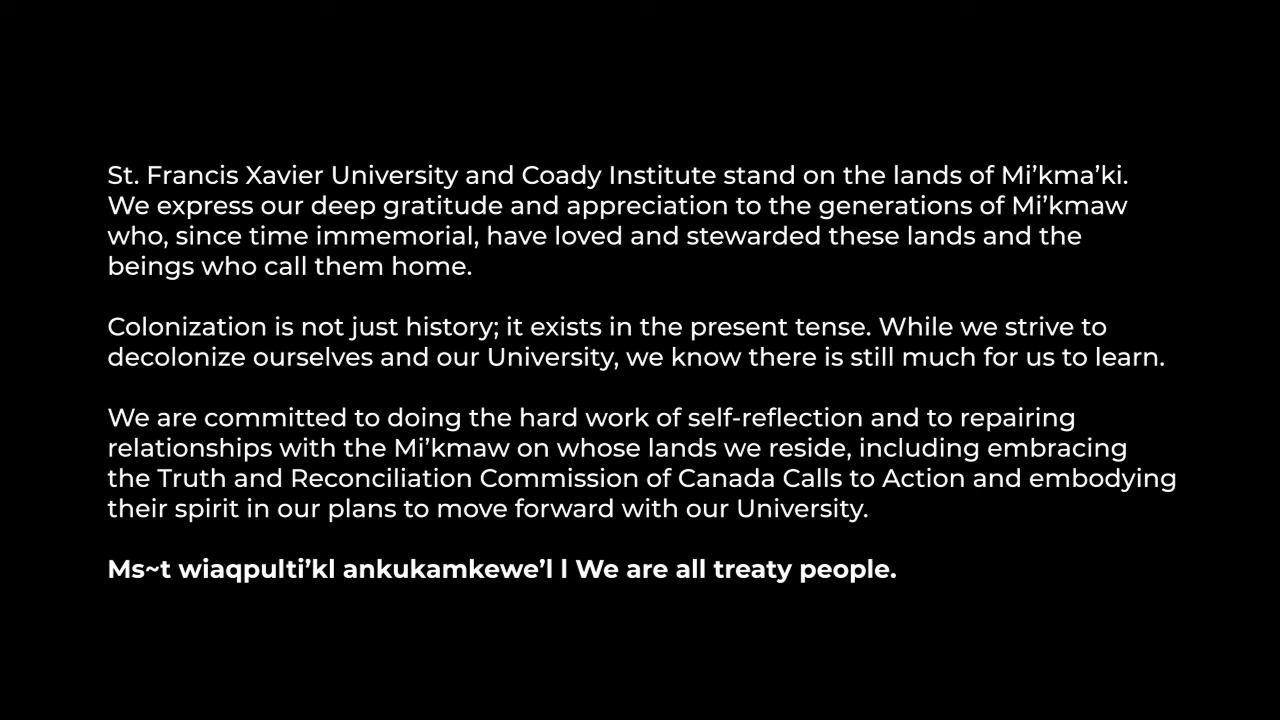 St. Francis Xavier University and Coady Institute stand on the lands of Mi’kma’ki.
We express our deep gratitude and appreciation to the generations of Mi’kmaw
who, since time immemorial, have loved and stewarded these lands and the
beings who call them home.
Colonization is not just history; it exists in the present tense. While we strive to
decolonize ourselves and our University, we know there is still much for us to learn.
We are committed to doing the hard work of self-reflection and to repairing
relationships with the Mi’kmaw on whose lands we reside, including embracing
the Truth and Reconciliation Commission of Canada Calls to Action and embodying
their spirit in our plans to move forward with our University.
Ms~t wiaqpulti’kl ankukamkewe’l l We are all treaty people.